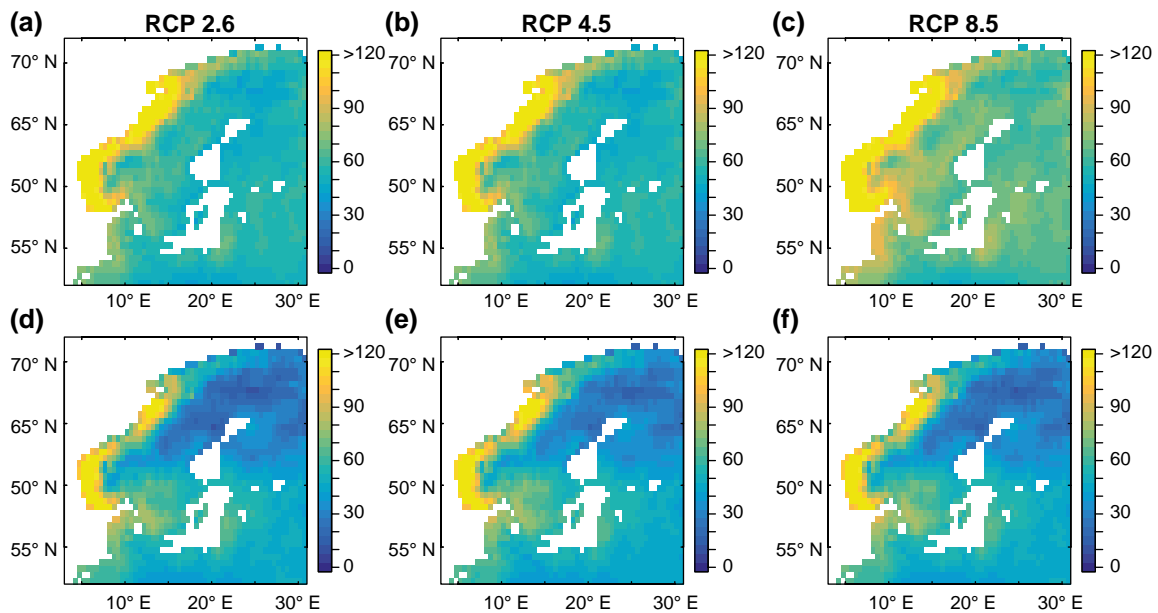 (a) RCP 2.6 (b) RCP 4.5 (c) RCP 8.5
70° N >120 70° N >120 70° N >120
65° N 90 65° N 90 65° N 90
60
60
60
50° N 50° N 50° N
30 30 30
55° N 55° N 55° N
0 0 0
10° E 20° E 30° E 10° E 20° E 30° E 10° E 20° E 30° E
(d) (e) (f)
70° N >120 70° N >120 70° N >120
65° N 90 65° N 90 65° N 90
60 60 60
50° N 50° N 50° N
30 30 30
55° N 55° N 55° N
0 0 0
10° E 20° E 30° E 10° E 20° E 30° E 10° E 20° E 30° E